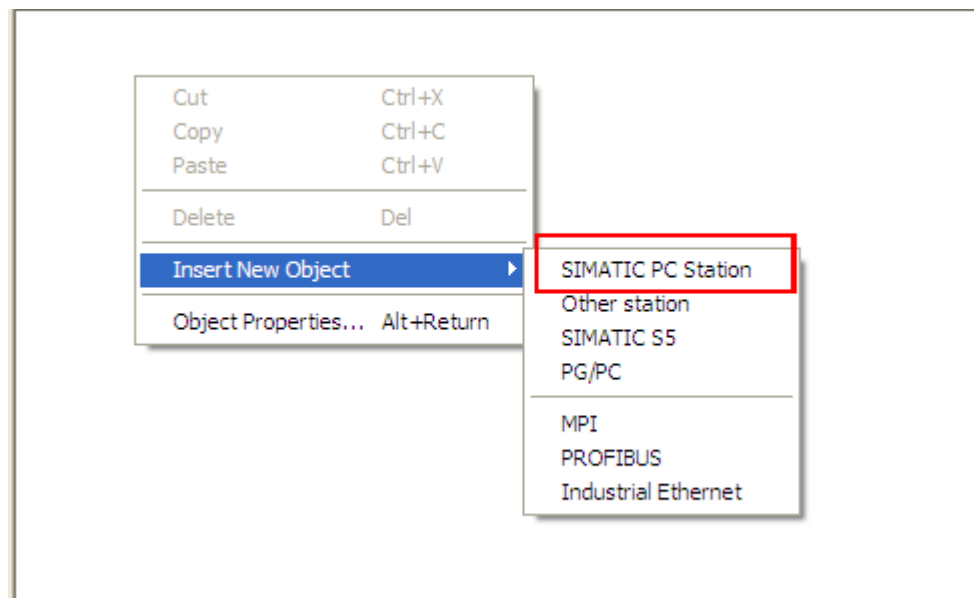 Cut Ctrl+X
Copy Ctrl+C
Paste Ctrl+V
Delete Del
Insert New Object
Object Properties... Alt+Return
SIMATIC PC Station
Other station
SIMATIC S5
PG/PC
MPI
PROFIBUS
Industrial Ethernet